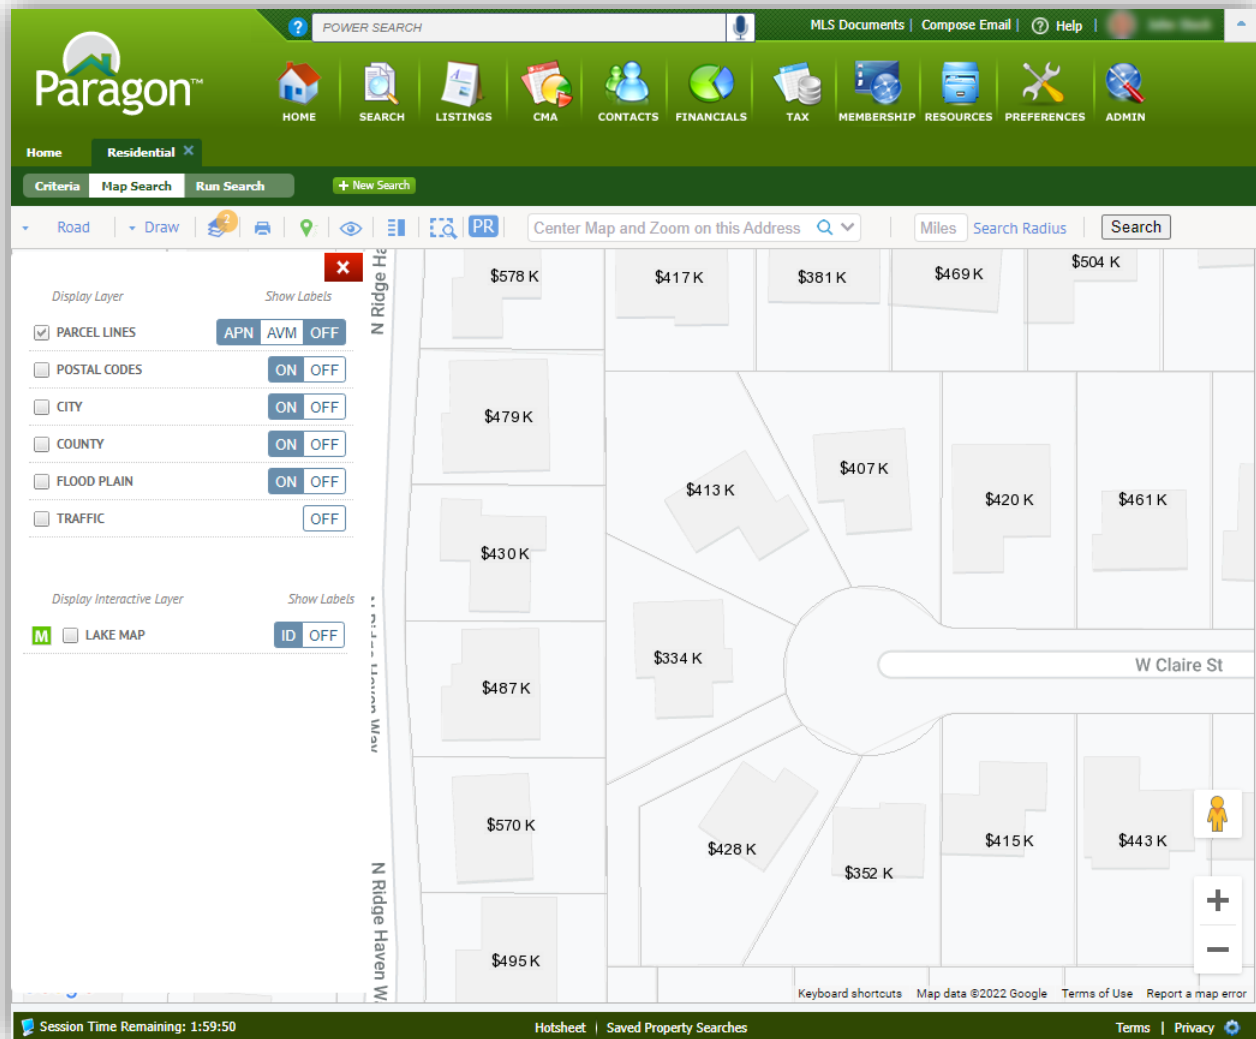 POWER SEARCH
MLS Documents | Compose Email | ? Help |
Paragon™
HOME SEARCH LISTINGS CMA CONTACTS FINANCIALS TAX MEMBERSHIP RESOURCES PREFERENCES ADMIN
Home Residential
Criteria Map Search Run Search + New Search
Road Draw 2 PR Center Map and Zoom on this Address Miles Search Radius Search
Display Layer Show Labels
PARCEL LINES APN AVM OFF
POSTAL CODES ON OFF
CITY ON OFF
COUNTY ON OFF
FLOOD PLAIN ON OFF
TRAFFIC OFF
Display Interactive Layer Show Labels
M LAKE MAP ID OFF
N Ridge Ha
$578 K
$417 K
$381 K
$469 K
$504 K
$479 K
$413 K
$407 K
$420 K
$461 K
$430 K
$334 K
W Claire St
$487 K
Haven Way
$570 K
$428 K
$352 K
$415 K
$443 K
N Ridge Haven W
$495 K
Keyboard shortcuts Map data ©2022 Google Terms of Use Report a map error
Session Time Remaining: 1:59:50 Hotsheet | Saved Property Searches Terms | Privacy